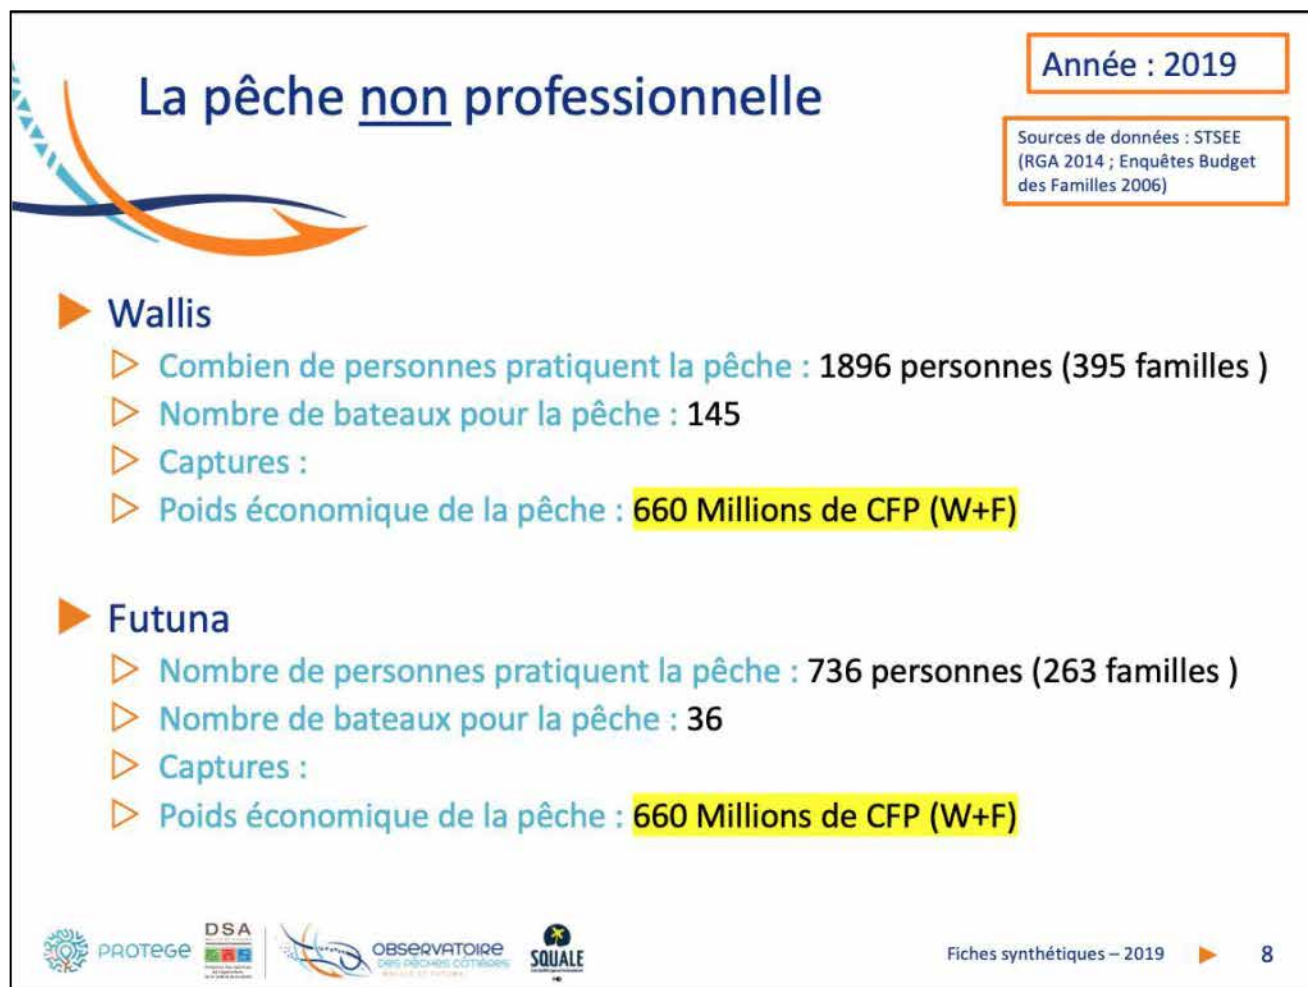 La pêche non professionnelle
Année : 2019
Sources de données : STSEE
(RGA 2014 ; Enquêtes Budget
des Familles 2006)
Wallis
Combien de personnes pratiquent la pêche : 1896 personnes (395 familles )
Nombre de bateaux pour la pêche : 145
Captures :
Poids économique de la pêche : 660 Millions de CFP (W+F)
Futuna
Nombre de personnes pratiquent la pêche : 736 personnes (263 familles )
Nombre de bateaux pour la pêche : 36
Captures :
Poids économique de la pêche : 660 Millions de CFP (W+F)
PROTEGE
DSA
OBSERVATOIRE
DES PÊCHES CÔTIÈRES
WALLIS ET FUTUNA
SQUALE
Fiches synthétiques – 2019
8